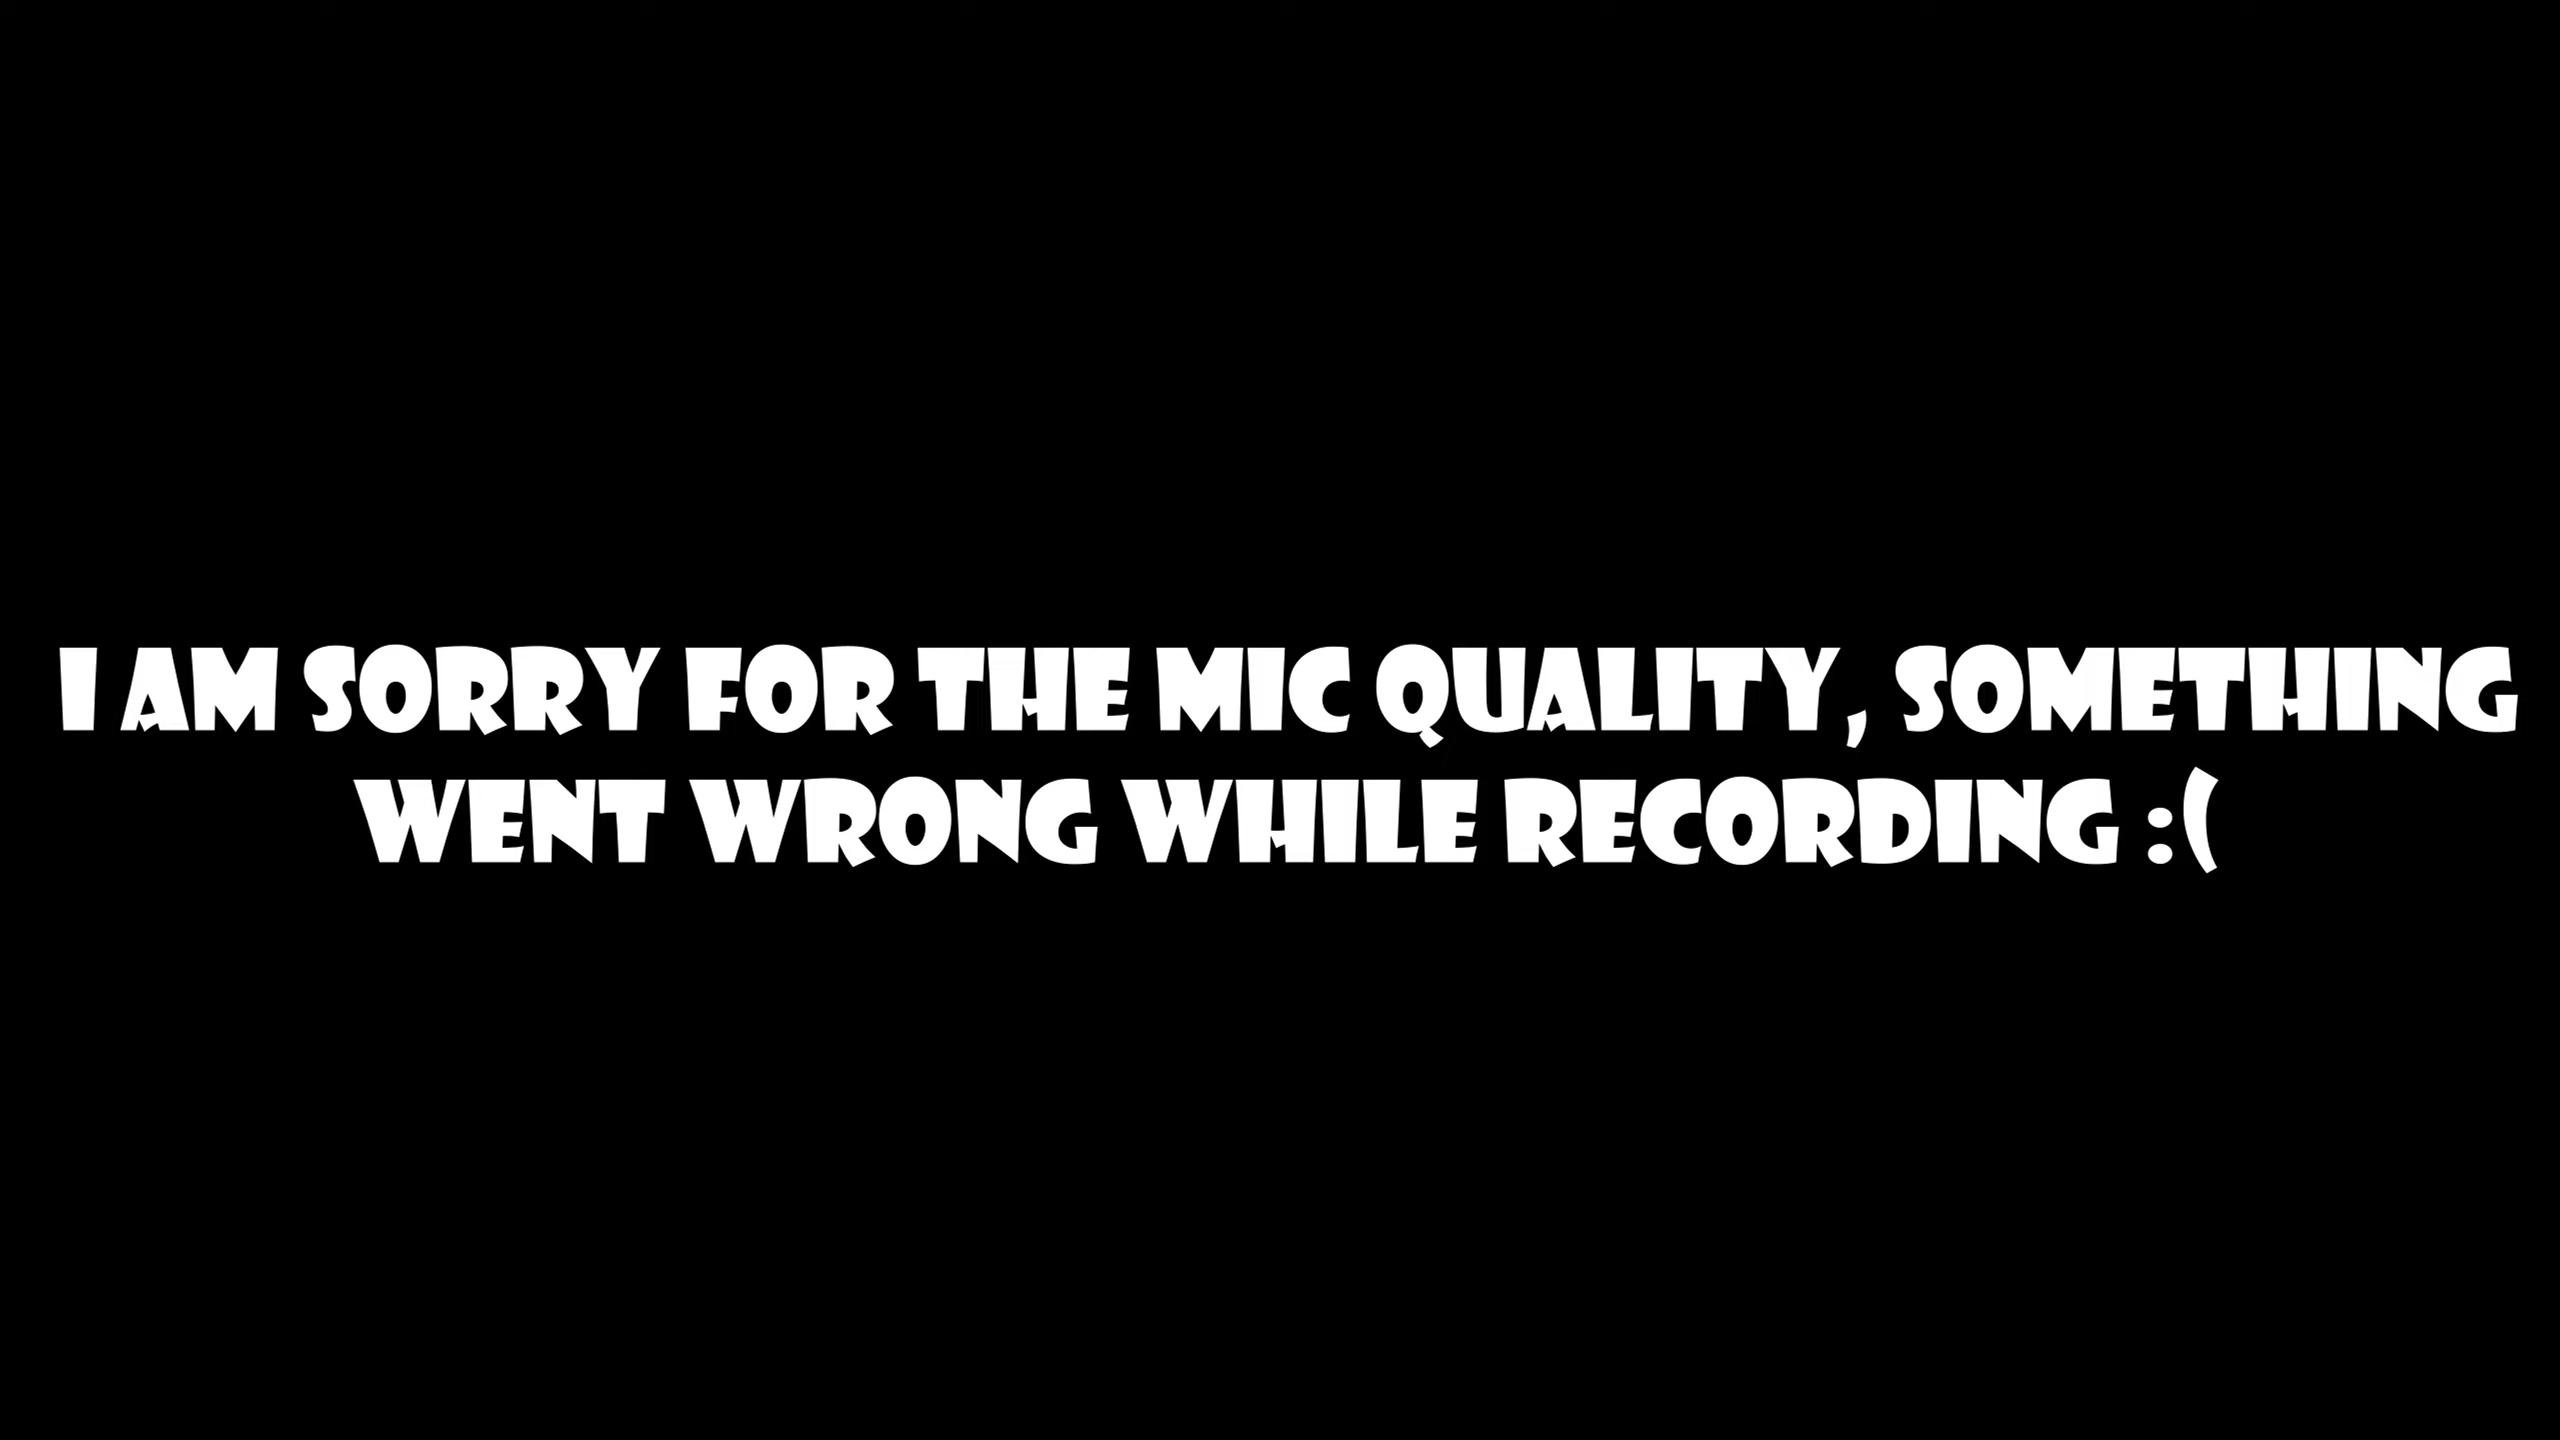 I AM SORRY FOR THE MIC QUALITY, SOMETHING
WENT WRONG WHILE RECORDING :(